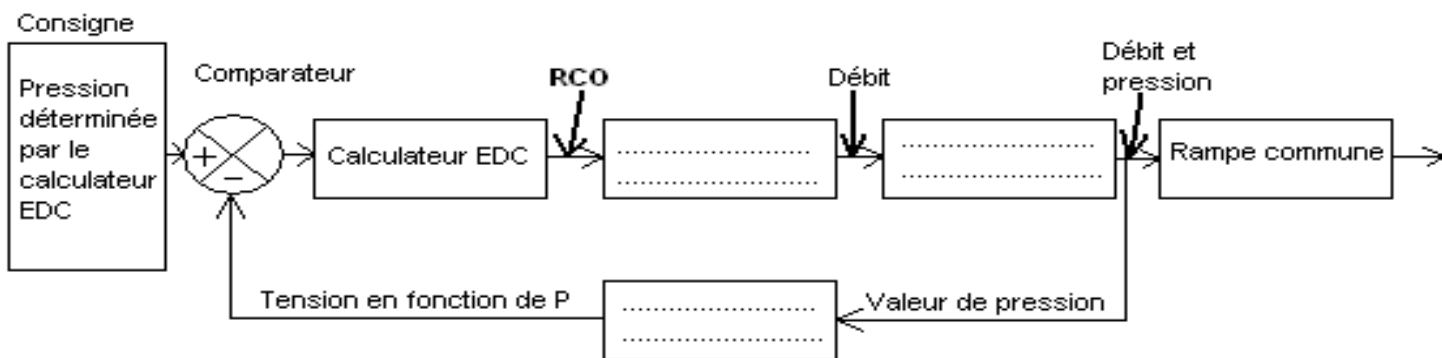 Consigne
Pression
déterminée
par le
calculateur
EDC
Comparateur
+
−
Calculateur EDC
RCO
....................................
.....................................
Débit
....................................
.....................................
Débit et
pression
Rampe commune
Tension en fonction de P
....................................
.....................................
Valeur de pression